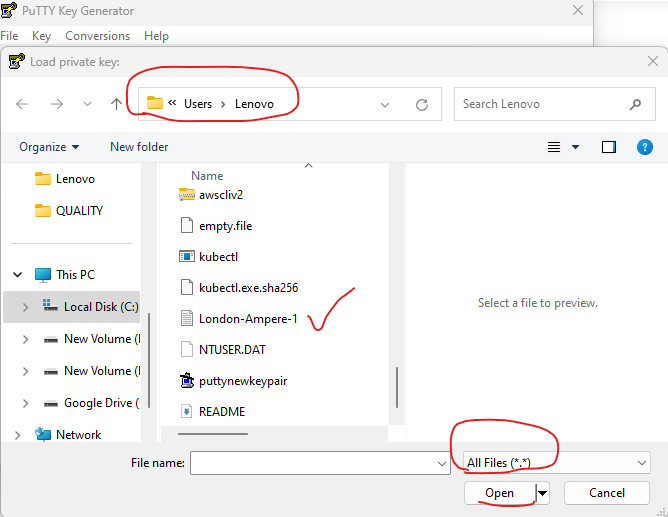 PuTTY Key Generator
File Key Conversions Help
Load private key:
« Users > Lenovo
Search Lenovo
Organize
New folder
Lenovo
QUALITY
This PC
Local Disk (C:)
New Volume (
New Volume (
Google Drive (
Network
Name
awscliv2
empty.file
kubectl
kubectl.exe.sha256
London-Ampere-1
NTUSER.DAT
puttynewkeypair
README
Select a file to preview.
File name:
All Files (*.*)
Open
Cancel